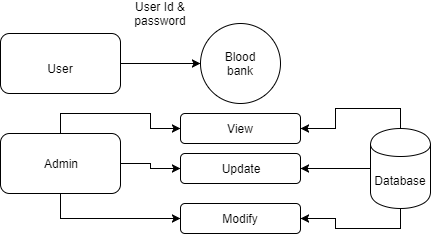 User Id &
password
User
Blood
bank
View
Admin
Update
Database
Modify